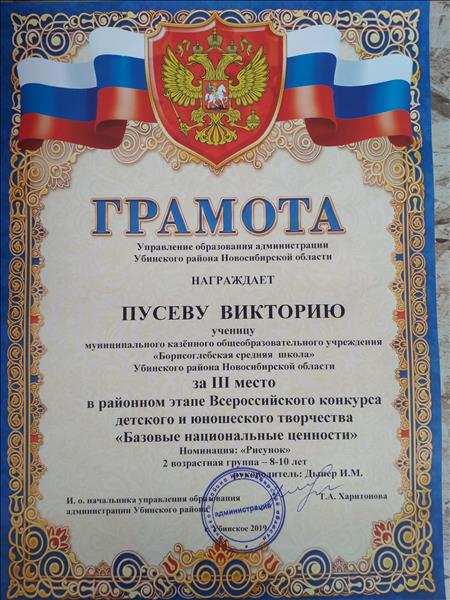 ГРАМОТА
Управление образования администрации
Убинского района Новосибирской области
НАГРАЖДАЕТ
ПУСЕВУ ВИКТОРИЮ
ученицу
муниципального казённого общеобразовательного учреждения
«Борисоглебская средняя школа»
Убинского района Новосибирской области
за III место
в районном этапе Всероссийского конкурса
детского и юношеского творчества
«Базовые национальные ценности»
Номинация: «Рисунок»
2 возрастная группа – 8-10 лет
Руководитель: Дыдер И.М.
И. о. начальника управления образования
администрации Убинского района
Т.А. Харитонова
администрация
Убинское 2019